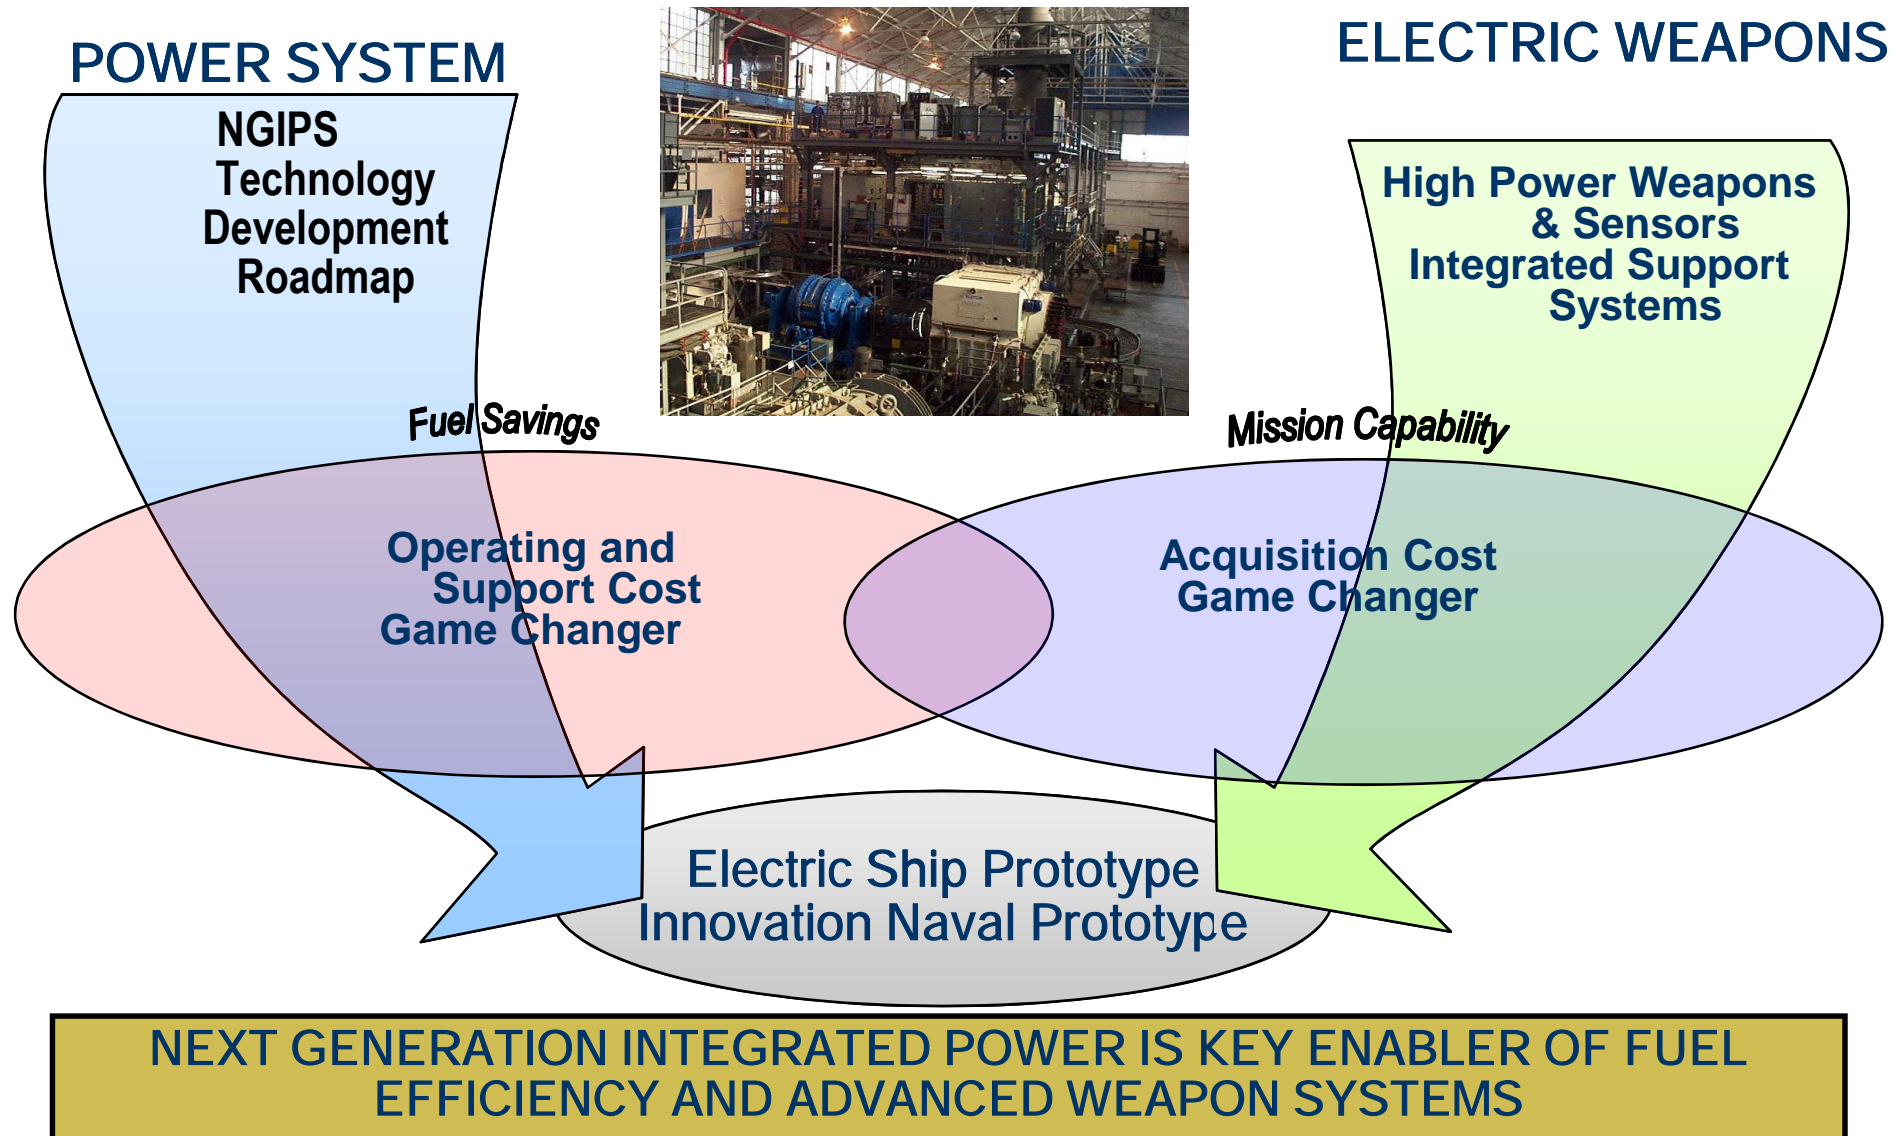 POWER SYSTEM
NGIPS
Technology
Development
Roadmap
ELECTRIC WEAPONS
High Power Weapons
& Sensors
Integrated Support
Systems
Fuel Savings
Mission Capability
Operating and
Support Cost
Game Changer
Acquisition Cost
Game Changer
Electric Ship Prototype
Innovation Naval Prototype
NEXT GENERATION INTEGRATED POWER IS KEY ENABLER OF FUEL
EFFICIENCY AND ADVANCED WEAPON SYSTEMS